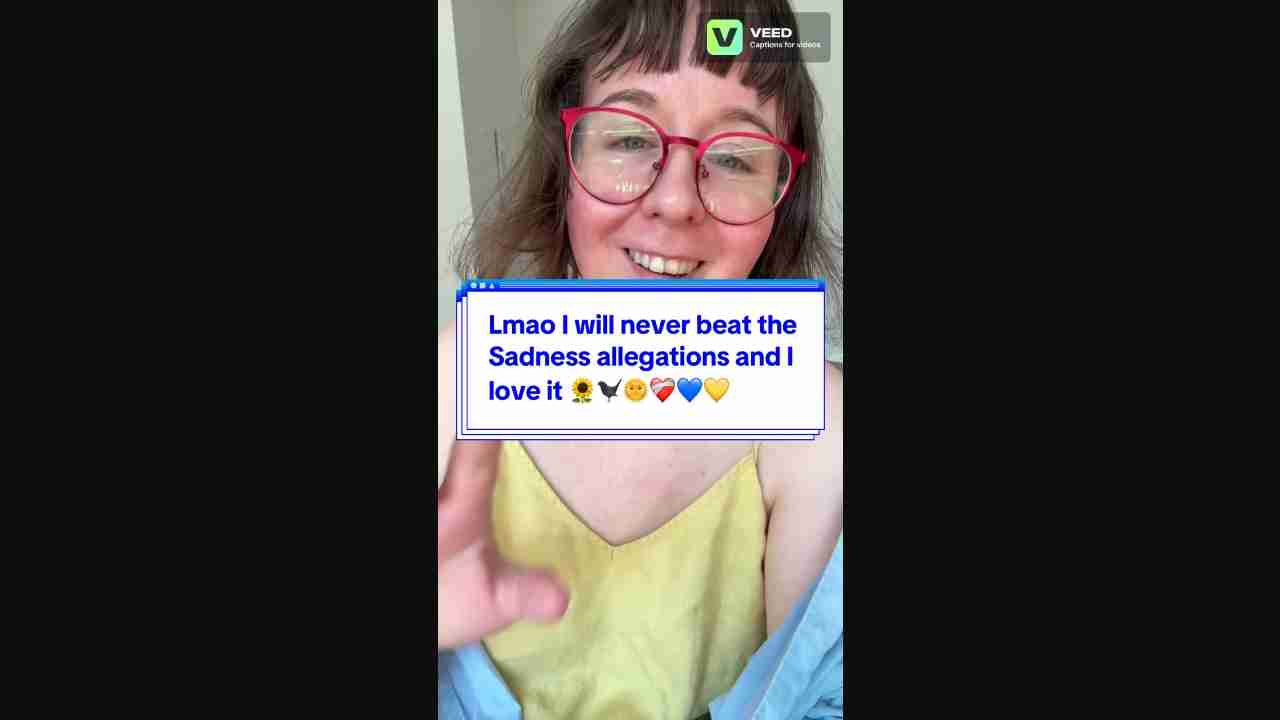 VEED
Captions for videos
Lmao I will never beat the
Sadness allegations and I
love it 🌻🐦‍⬛🌞❤️‍🩹💙💛